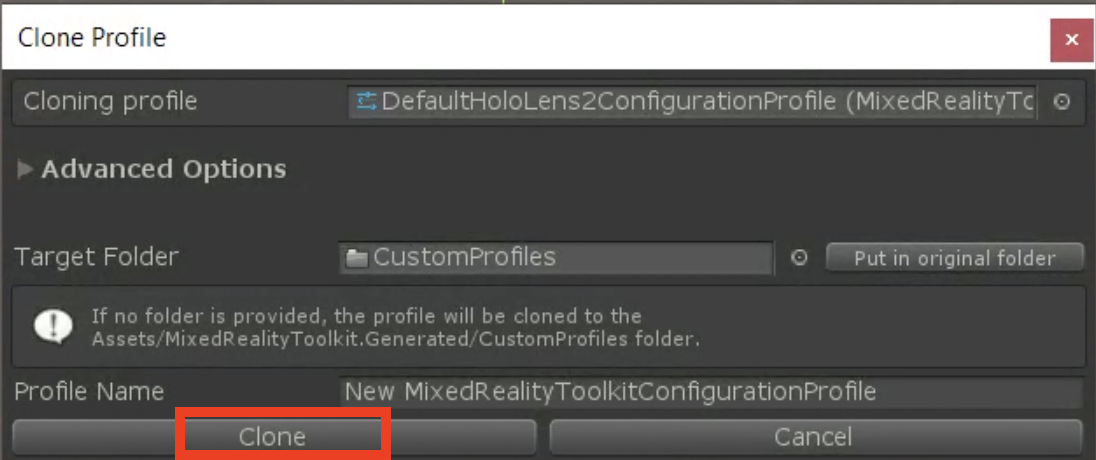 Clone Profile
Cloning profile
DefaultHoloLens2ConfigurationProfile (MixedRealityTo
Advanced Options
Target Folder
CustomProfiles
Put in original folder
If no folder is provided, the profile will be cloned to the
Assets/MixedRealityToolkit.Generated/CustomProfiles folder.
Profile Name
New MixedRealityToolkitConfigurationProfile
Clone
Cancel